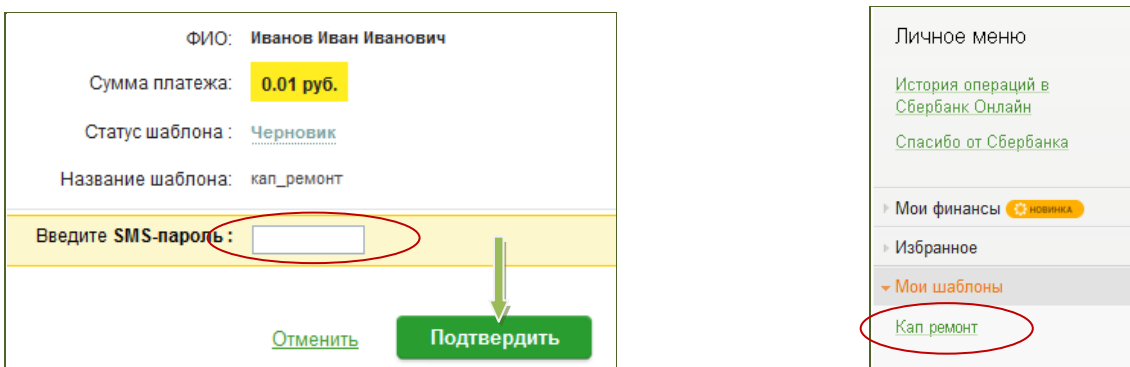 ФИО: Иванов Иван Иванович
Сумма платежа: 0.01 руб.
Статус шаблона : Черновик
Название шаблона: кап_ремонт
Введите SMS-пароль :
Отменить Подтвердить
Личное меню
История операций в
Сбербанк Онлайн
Спасибо от Сбербанка
Мои финансы НОВИНКА
Избранное
Мои шаблоны
Кап ремонт